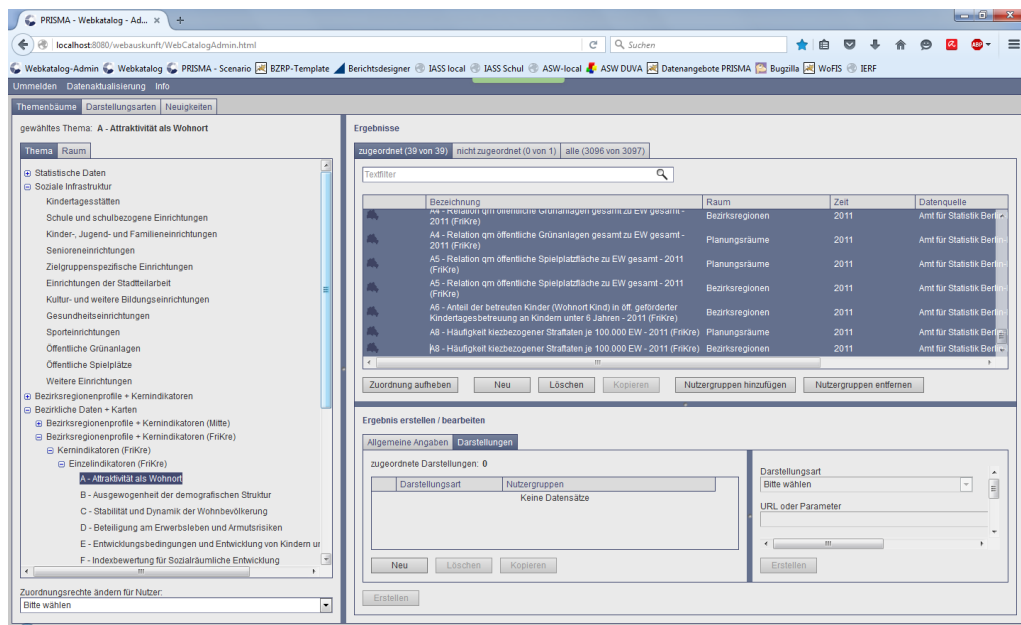 PRISMA - Webkatalog - Ad...
localhost:8080/webauskunft/WebCatalogAdmin.html
Suchen
Webkatalog-Admin Webkatalog PRISMA - Scenario BZRP-Template Berichtsdesigner IASS local IASS Schul ASW-local ASW DUVA Datenangebote PRISMA Bugzilla WoFIS IERF
Ummelden Datenaktualisierung Info
Themenbäume Darstellungsarten Neuigkeiten
gewähltes Thema: A - Attraktivität als Wohnort
Thema Raum
Statistische Daten
Soziale Infrastruktur
Kindertagesstätten
Schule und schulbezogene Einrichtungen
Kinder-, Jugend- und Familieneinrichtungen
Senioreneinrichtungen
Zielgruppenspezifische Einrichtungen
Einrichtungen der Stadtteilarbeit
Kultur- und weitere Bildungseinrichtungen
Gesundheitseinrichtungen
Sporteinrichtungen
Öffentliche Grünanlagen
Öffentliche Spielplätze
Weitere Einrichtungen
Bezirksregionenprofile + Kernindikatoren
Bezirkliche Daten + Karten
Bezirksregionenprofile + Kernindikatoren (Mitte)
Bezirksregionenprofile + Kernindikatoren (FriKre)
Kernindikatoren (FriKre)
Einzelindikatoren (FriKre)
A - Attraktivität als Wohnort
B - Ausgewogenheit der demografischen Struktur
C - Stabilität und Dynamik der Wohnbevölkerung
D - Beteiligung am Erwerbsleben und Armutsrisiken
E - Entwicklungsbedingungen und Entwicklung von Kindern ur
F - Indexbewertung für Sozialräumliche Entwicklung
Zuordnungsrechte ändern für Nutzer:
Bitte wählen
Ergebnisse
zugeordnet (39 von 39) nicht zugeordnet (0 von 1) alle (3096 von 3097)
Textfilter
Bezeichnung Raum Zeit Datenquelle
A4 - Relation qm öffentliche Grünanlagen gesamt zu EW gesamt -
2011 (FriKre) Bezirksregionen 2011 Amt für Statistik Berlin
A4 - Relation qm öffentliche Grünanlagen gesamt zu EW gesamt -
2011 (FriKre) Planungsräume 2011 Amt für Statistik Berlin-
A5 - Relation qm öffentliche Spielplatzfläche zu EW gesamt - 2011
(FriKre) Planungsräume 2011 Amt für Statistik Berlin-
A5 - Relation qm öffentliche Spielplatzfläche zu EW gesamt - 2011
(FriKre) Bezirksregionen 2011 Amt für Statistik Berlin-
A6 - Anteil der betreuten Kinder (Wohnort Kind) in öff. geförderter
Kindertagesbetreuung an Kindern unter 6 Jahren - 2011 (FriKre) Bezirksregionen 2011 Amt für Statistik Berlin-
A8 - Häufigkeit kiezbezogener Straftaten je 100.000 EW - 2011 (FriKre) Planungsräume 2011 Amt für Statistik Berlin
A8 - Häufigkeit kiezbezogener Straftaten je 100.000 EW - 2011 (FriKre) Bezirksregionen 2011 Amt für Statistik Berlin
Zuordnung aufheben Neu Löschen Kopieren Nutzergruppen hinzufügen Nutzergruppen entfernen
Ergebnis erstellen / bearbeiten
Allgemeine Angaben Darstellungen
zugeordnete Darstellungen: 0
Darstellungsart Nutzergruppen
Keine Datensätze
Neu Löschen Kopieren
Darstellungsart
Bitte wählen
URL oder Parameter
Erstellen
Erstellen